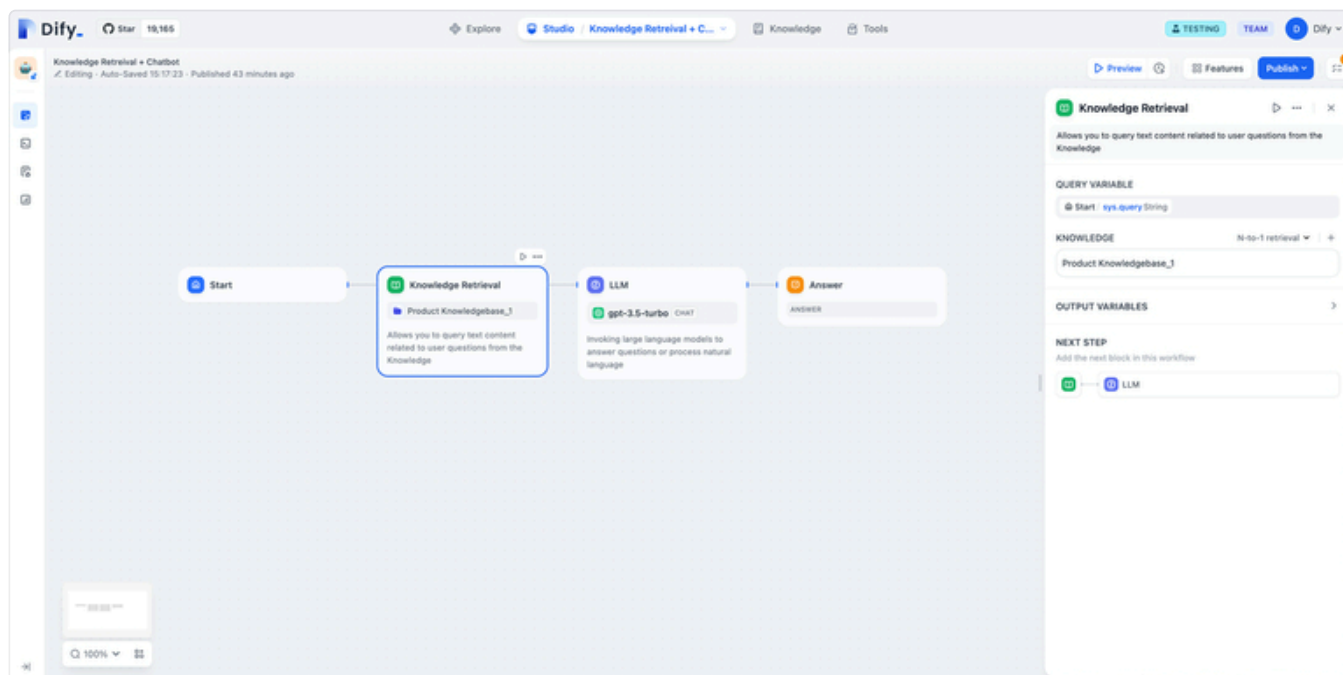 Dify_ Star 19,165 Explore Studio / Knowledge Retreival + C... Knowledge Tools TESTING TEAM D Dify
Knowledge Retreival + Chatbot
Editing · Auto-Saved 15:17:23 · Published 43 minutes ago
Preview Features Publish
Start
Knowledge Retrieval
Product Knowledgebase_1
Allows you to query text content
related to user questions from the
Knowledge
LLM
gpt-3.5-turbo CHAT
Invoking large language models to
answer questions or process natural
language
Answer
ANSWER
100%
Knowledge Retrieval
Allows you to query text content related to user questions from the
Knowledge
QUERY VARIABLE
Start / sys.query String
KNOWLEDGE N-to-1 retrieval
Product Knowledgebase_1
OUTPUT VARIABLES
NEXT STEP
Add the next block in this workflow
LLM